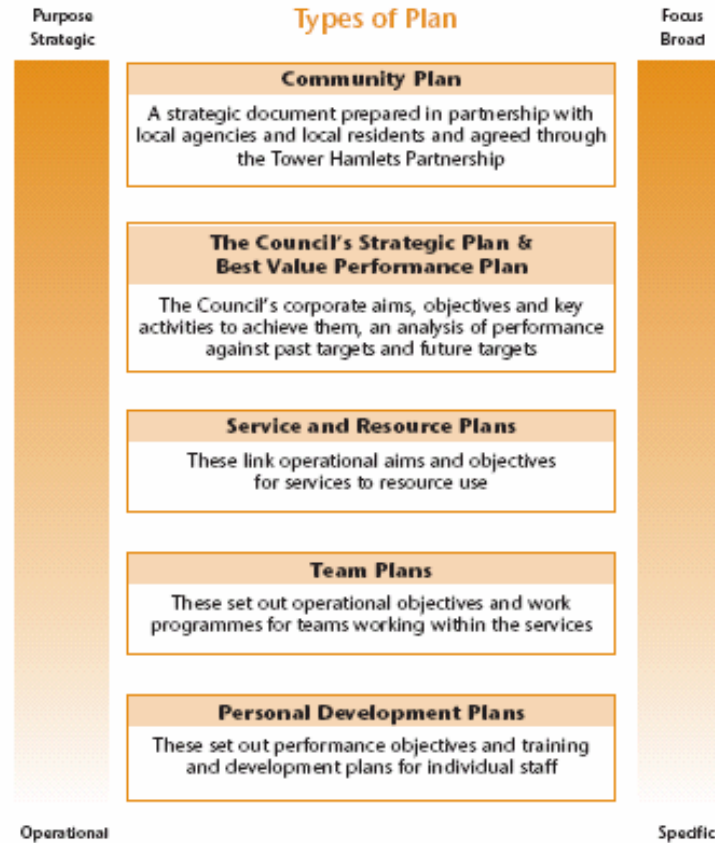 Purpose
Strategic
Types of Plan
Focus
Broad
Community Plan
A strategic document prepared in partnership with
local agencies and local residents and agreed through
the Tower Hamlets Partnership
The Council's Strategic Plan &
Best Value Performance Plan
The Council's corporate aims, objectives and key
activities to achieve them, an analysis of performance
against past targets and future targets
Service and Resource Plans
These link operational aims and objectives
for services to resource use
Team Plans
These set out operational objectives and work
programmes for teams working within the services
Personal Development Plans
These set out performance objectives and training
and development plans for individual staff
Operational
Specific